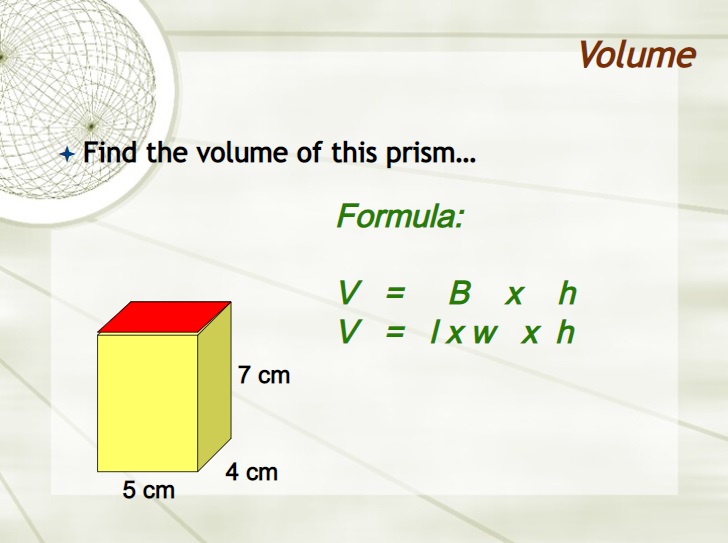 Volume
Find the volume of this prism…
Formula:
V = B x h
V = l x w x h
7 cm
4 cm
5 cm